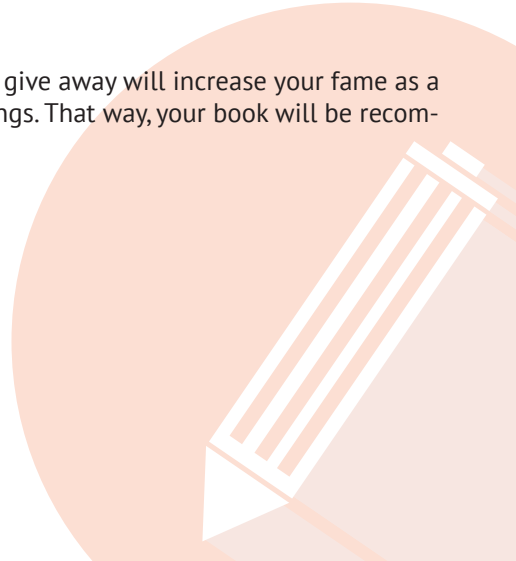 give away will increase your fame as a
ngs. That way, your book will be recom-